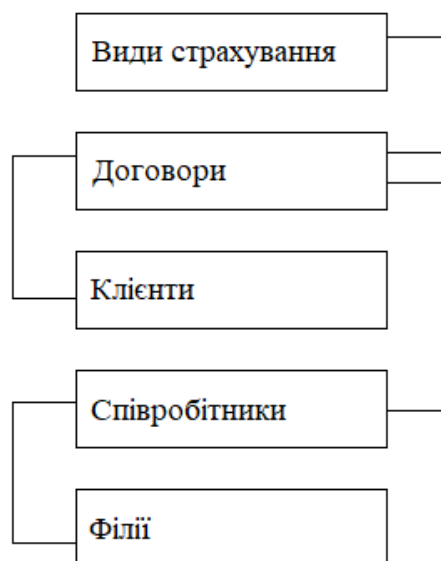 Види страхування
Договори
Клієнти
Співробітники
Філії